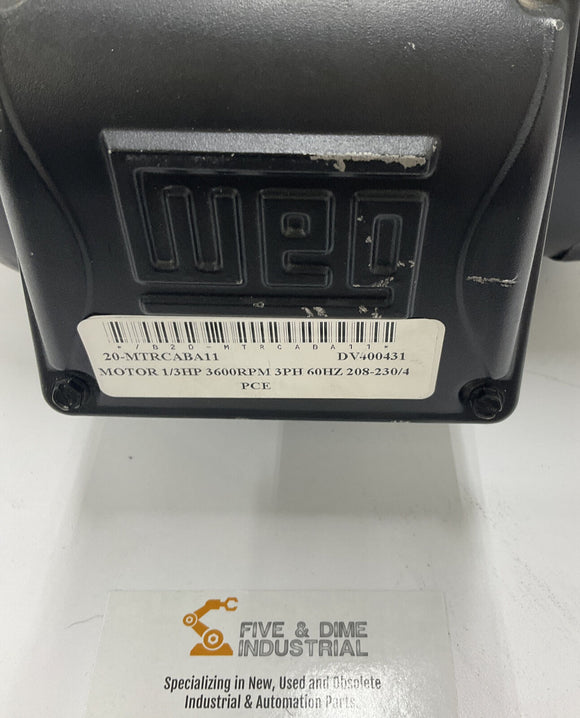 weg
*/B20-MTRCABA11*
20-MTRCABA11 DV400431
MOTOR 1/3HP 3600RPM 3PH 60HZ 208-230/4
PCE
FIVE & DIME
INDUSTRIAL
Specializing in New, Used and Obsolete
Industrial & Automation Parts